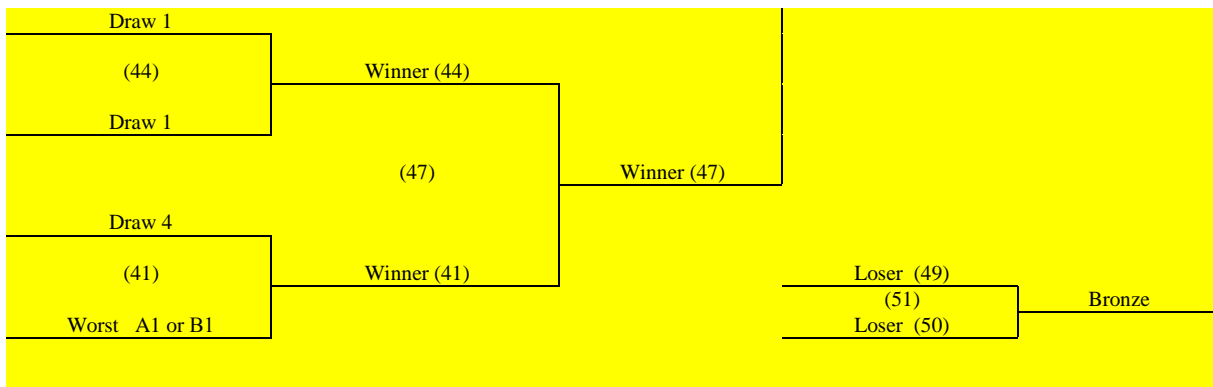 Draw 1
(44) Winner (44)
Draw 1
(47) Winner (47)
Draw 4
(41) Winner (41) Loser (49)
(51) Bronze
Worst A1 or B1 Loser (50)